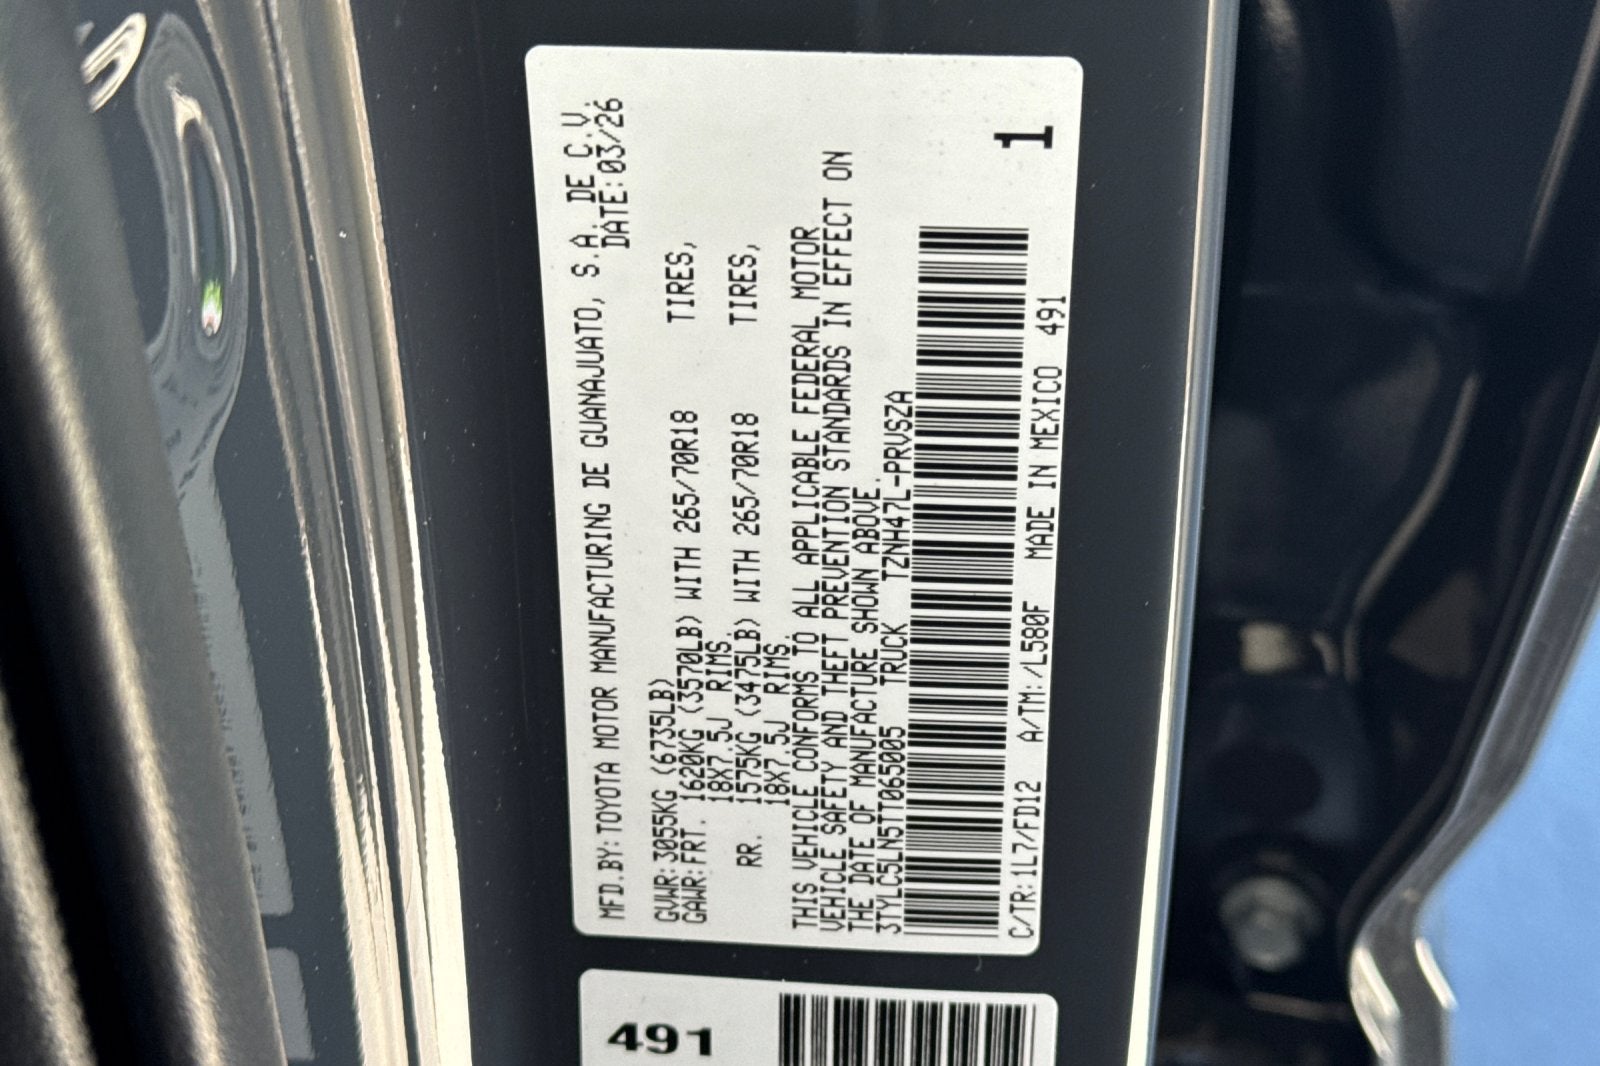 MFD.BY:TOYOTA MOTOR MANUFACTURING DE GUANAJUATO, S.A. DE C.V.
DATE:03/26
GVWR:3055KG (6735LB)
GAWR:FRT. 1620KG (3570LB) WITH 265/70R18 TIRES,
18X7.5J RIMS.
RR. 1575KG (3475LB) WITH 265/70R18 TIRES,
18X7.5J RIMS.
THIS VEHICLE CONFORMS TO ALL APPLICABLE FEDERAL MOTOR
VEHICLE SAFETY AND THEFT PREVENTION STANDARDS IN EFFECT ON
THE DATE OF MANUFACTURE SHOWN ABOVE.
3TYLC5LN5TT065005 TRUCK TZNH47L-PRVSZA
1
C/TR:1L7/FD12 A/TM:/L580F MADE IN MEXICO 491
491